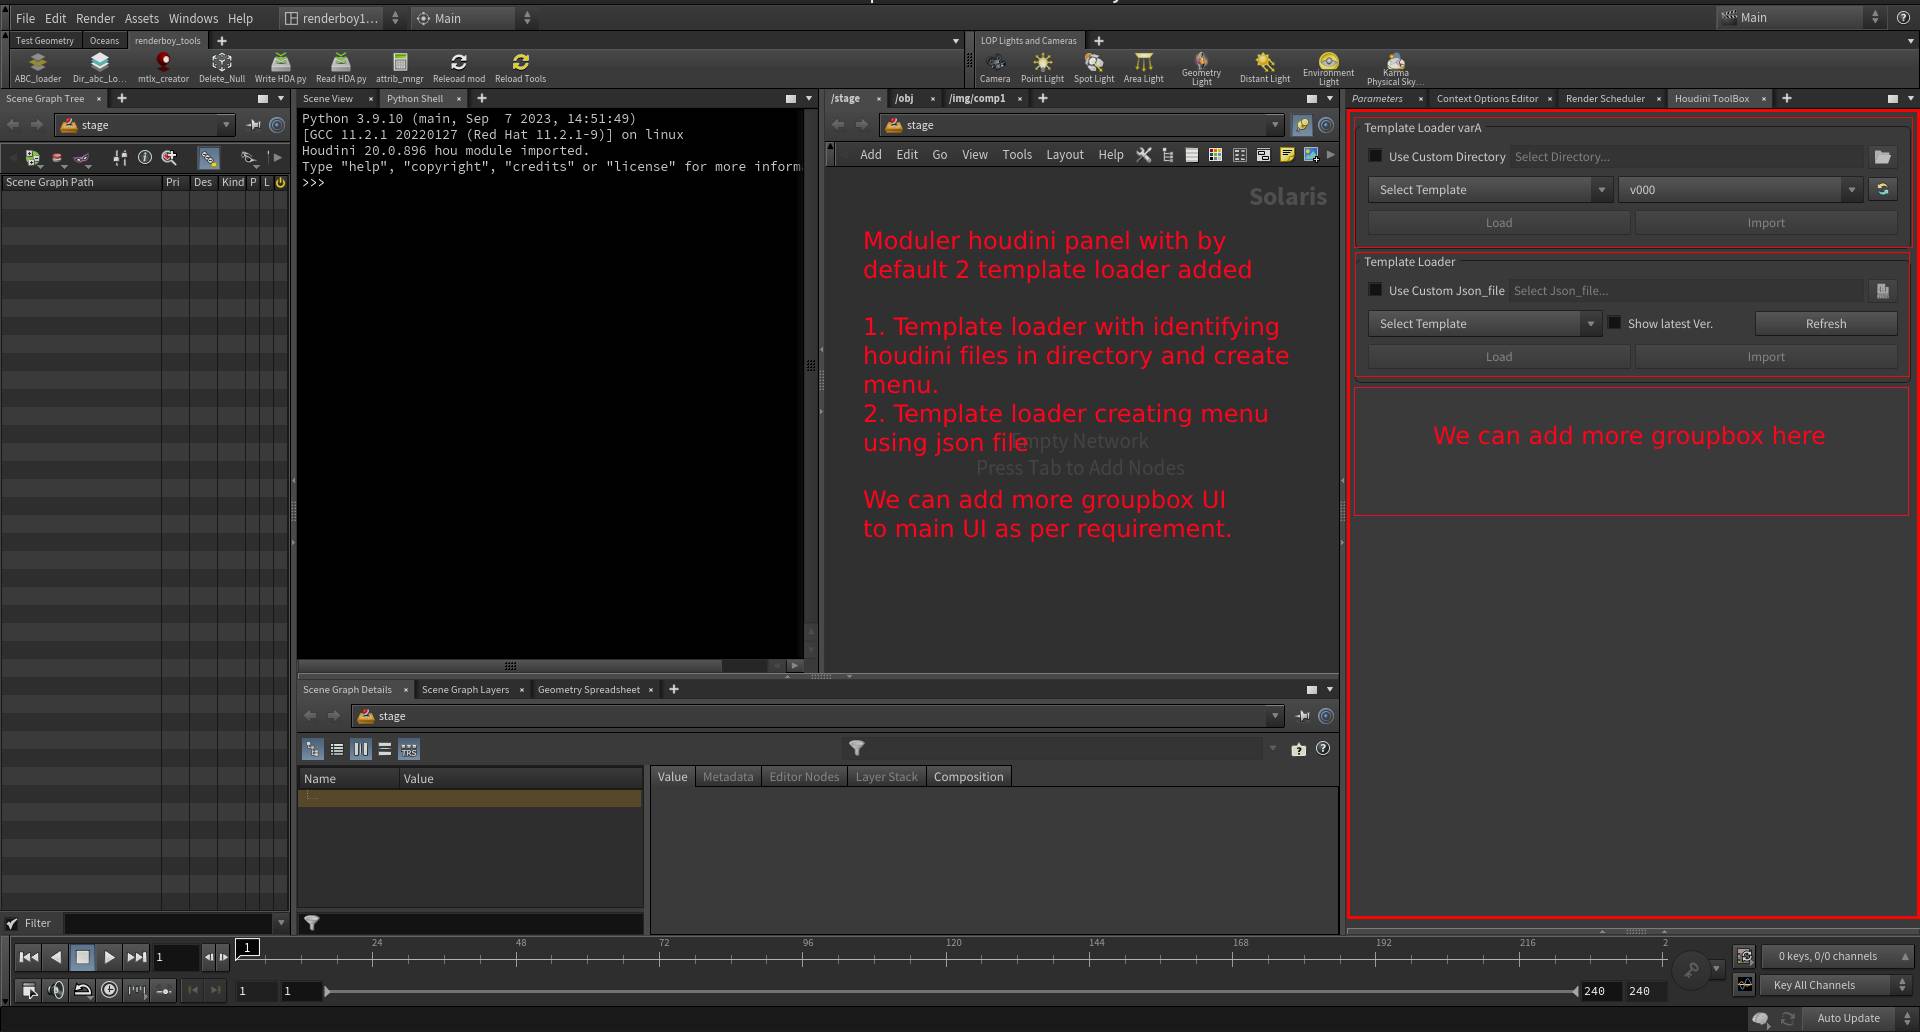 File Edit Render Assets Windows Help renderboy1... Main Main
Test Geometry Oceans renderboy_tools
LOP Lights and Cameras
ABC_loader Dir_abc_Lo... mtlx_creator Delete_Null Write HDA py Read HDA py attrib_mngr Releoad mod Reload Tools
Camera Point Light Spot Light Area Light Geometry Light Distant Light Environment Light Karma Physical Sky...
Scene Graph Tree
stage
Scene Graph Path Pri Des Kind P L
Filter
Scene View Python Shell
Python 3.9.10 (main, Sep  7 2023, 14:51:49)
[GCC 11.2.1 20220127 (Red Hat 11.2.1-9)] on linux
Houdini 20.0.896 hou module imported.
Type "help", "copyright", "credits" or "license" for more inform
>>>
/stage /obj /img/comp1
stage
Add Edit Go View Tools Layout Help
Solaris
Moduler houdini panel with by
default 2 template loader added
1. Template loader with identifying
houdini files in directory and create
menu.
2. Template loader creating menu
using json file
Empty Network
Press Tab to Add Nodes
We can add more groupbox UI
to main UI as per requirement.
Parameters Context Options Editor Render Scheduler Houdini ToolBox
Template Loader varA
Use Custom Directory Select Directory...
Select Template v000
Load Import
Template Loader
Use Custom Json_file Select Json_file...
Select Template Show latest Ver. Refresh
Load Import
We can add more groupbox here
Scene Graph Details Scene Graph Layers Geometry Spreadsheet
stage
TRS
Name Value
Value Metadata Editor Nodes Layer Stack Composition
1 1 24 48 72 96 120 144 168 192 216 2
0 keys, 0/0 channels
1 1 240 240
Key All Channels
Auto Update